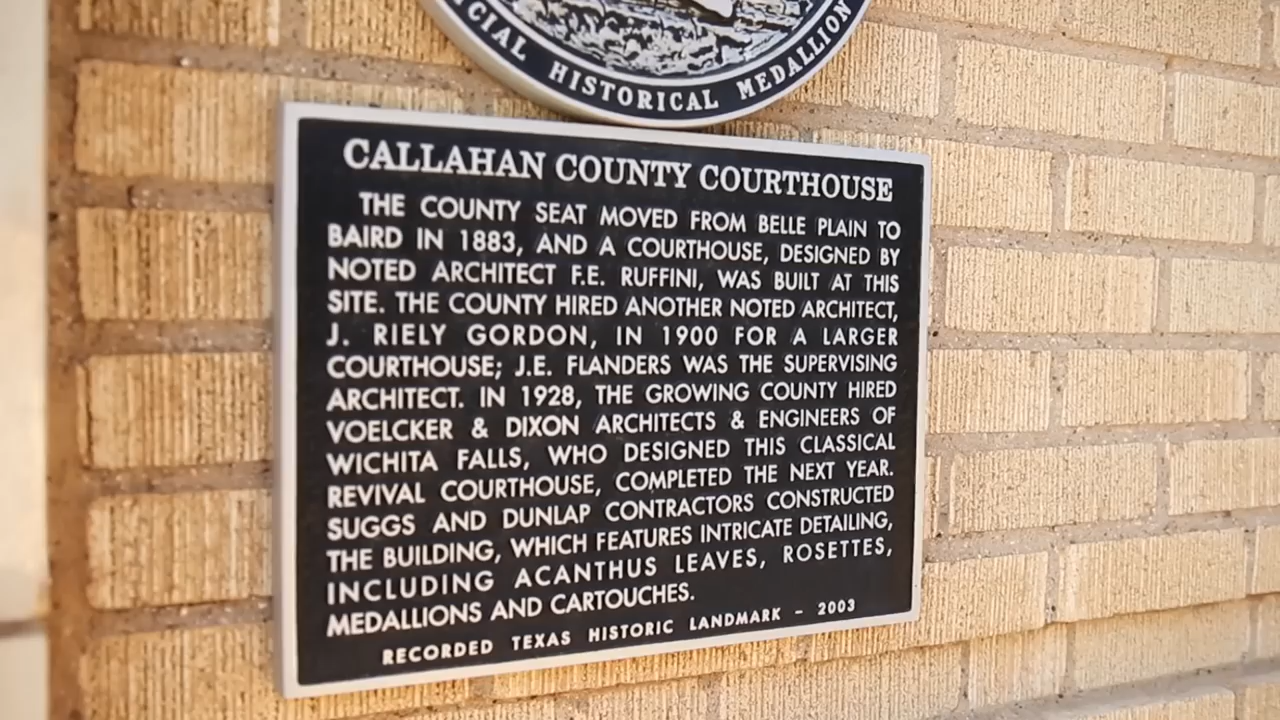 CIAL HISTORICAL MEDALLION
CALLAHAN COUNTY COURTHOUSE
THE COUNTY SEAT MOVED FROM BELLE PLAIN TO
BAIRD IN 1883, AND A COURTHOUSE, DESIGNED BY
NOTED ARCHITECT F.E. RUFFINI, WAS BUILT AT THIS
SITE. THE COUNTY HIRED ANOTHER NOTED ARCHITECT,
J. RIELY GORDON, IN 1900 FOR A LARGER
COURTHOUSE; J.E. FLANDERS WAS THE SUPERVISING
ARCHITECT. IN 1928, THE GROWING COUNTY HIRED
VOELCKER & DIXON ARCHITECTS & ENGINEERS OF
WICHITA FALLS, WHO DESIGNED THIS CLASSICAL
REVIVAL COURTHOUSE, COMPLETED THE NEXT YEAR.
SUGGS AND DUNLAP CONTRACTORS CONSTRUCTED
THE BUILDING, WHICH FEATURES INTRICATE DETAILING,
INCLUDING ACANTHUS LEAVES, ROSETTES,
MEDALLIONS AND CARTOUCHES.
RECORDED TEXAS HISTORIC LANDMARK – 2003